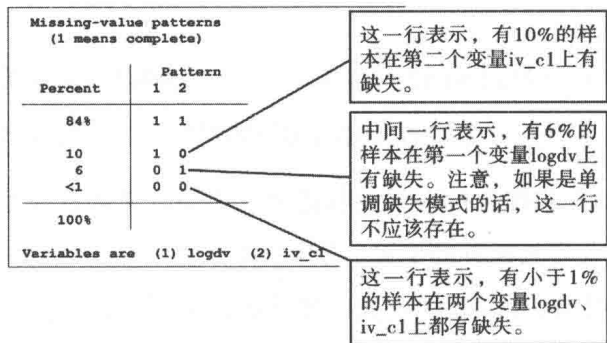 Missing-value patterns
(1 means complete)
Pattern
Percent 1 2
84% 1 1
10 1 0
6 0 1
<1 0 0
100%
Variables are (1) logdv (2) iv_c1
这一行表示，有10%的样
本在第二个变量iv_c1上有
缺失。
中间一行表示，有6%的
样本在第一个变量logdv上
有缺失。注意，如果是单
调缺失模式的话，这一行
不应该存在。
这一行表示，有小于1%
的样本在两个变量logdv、
iv_c1上都有缺失。